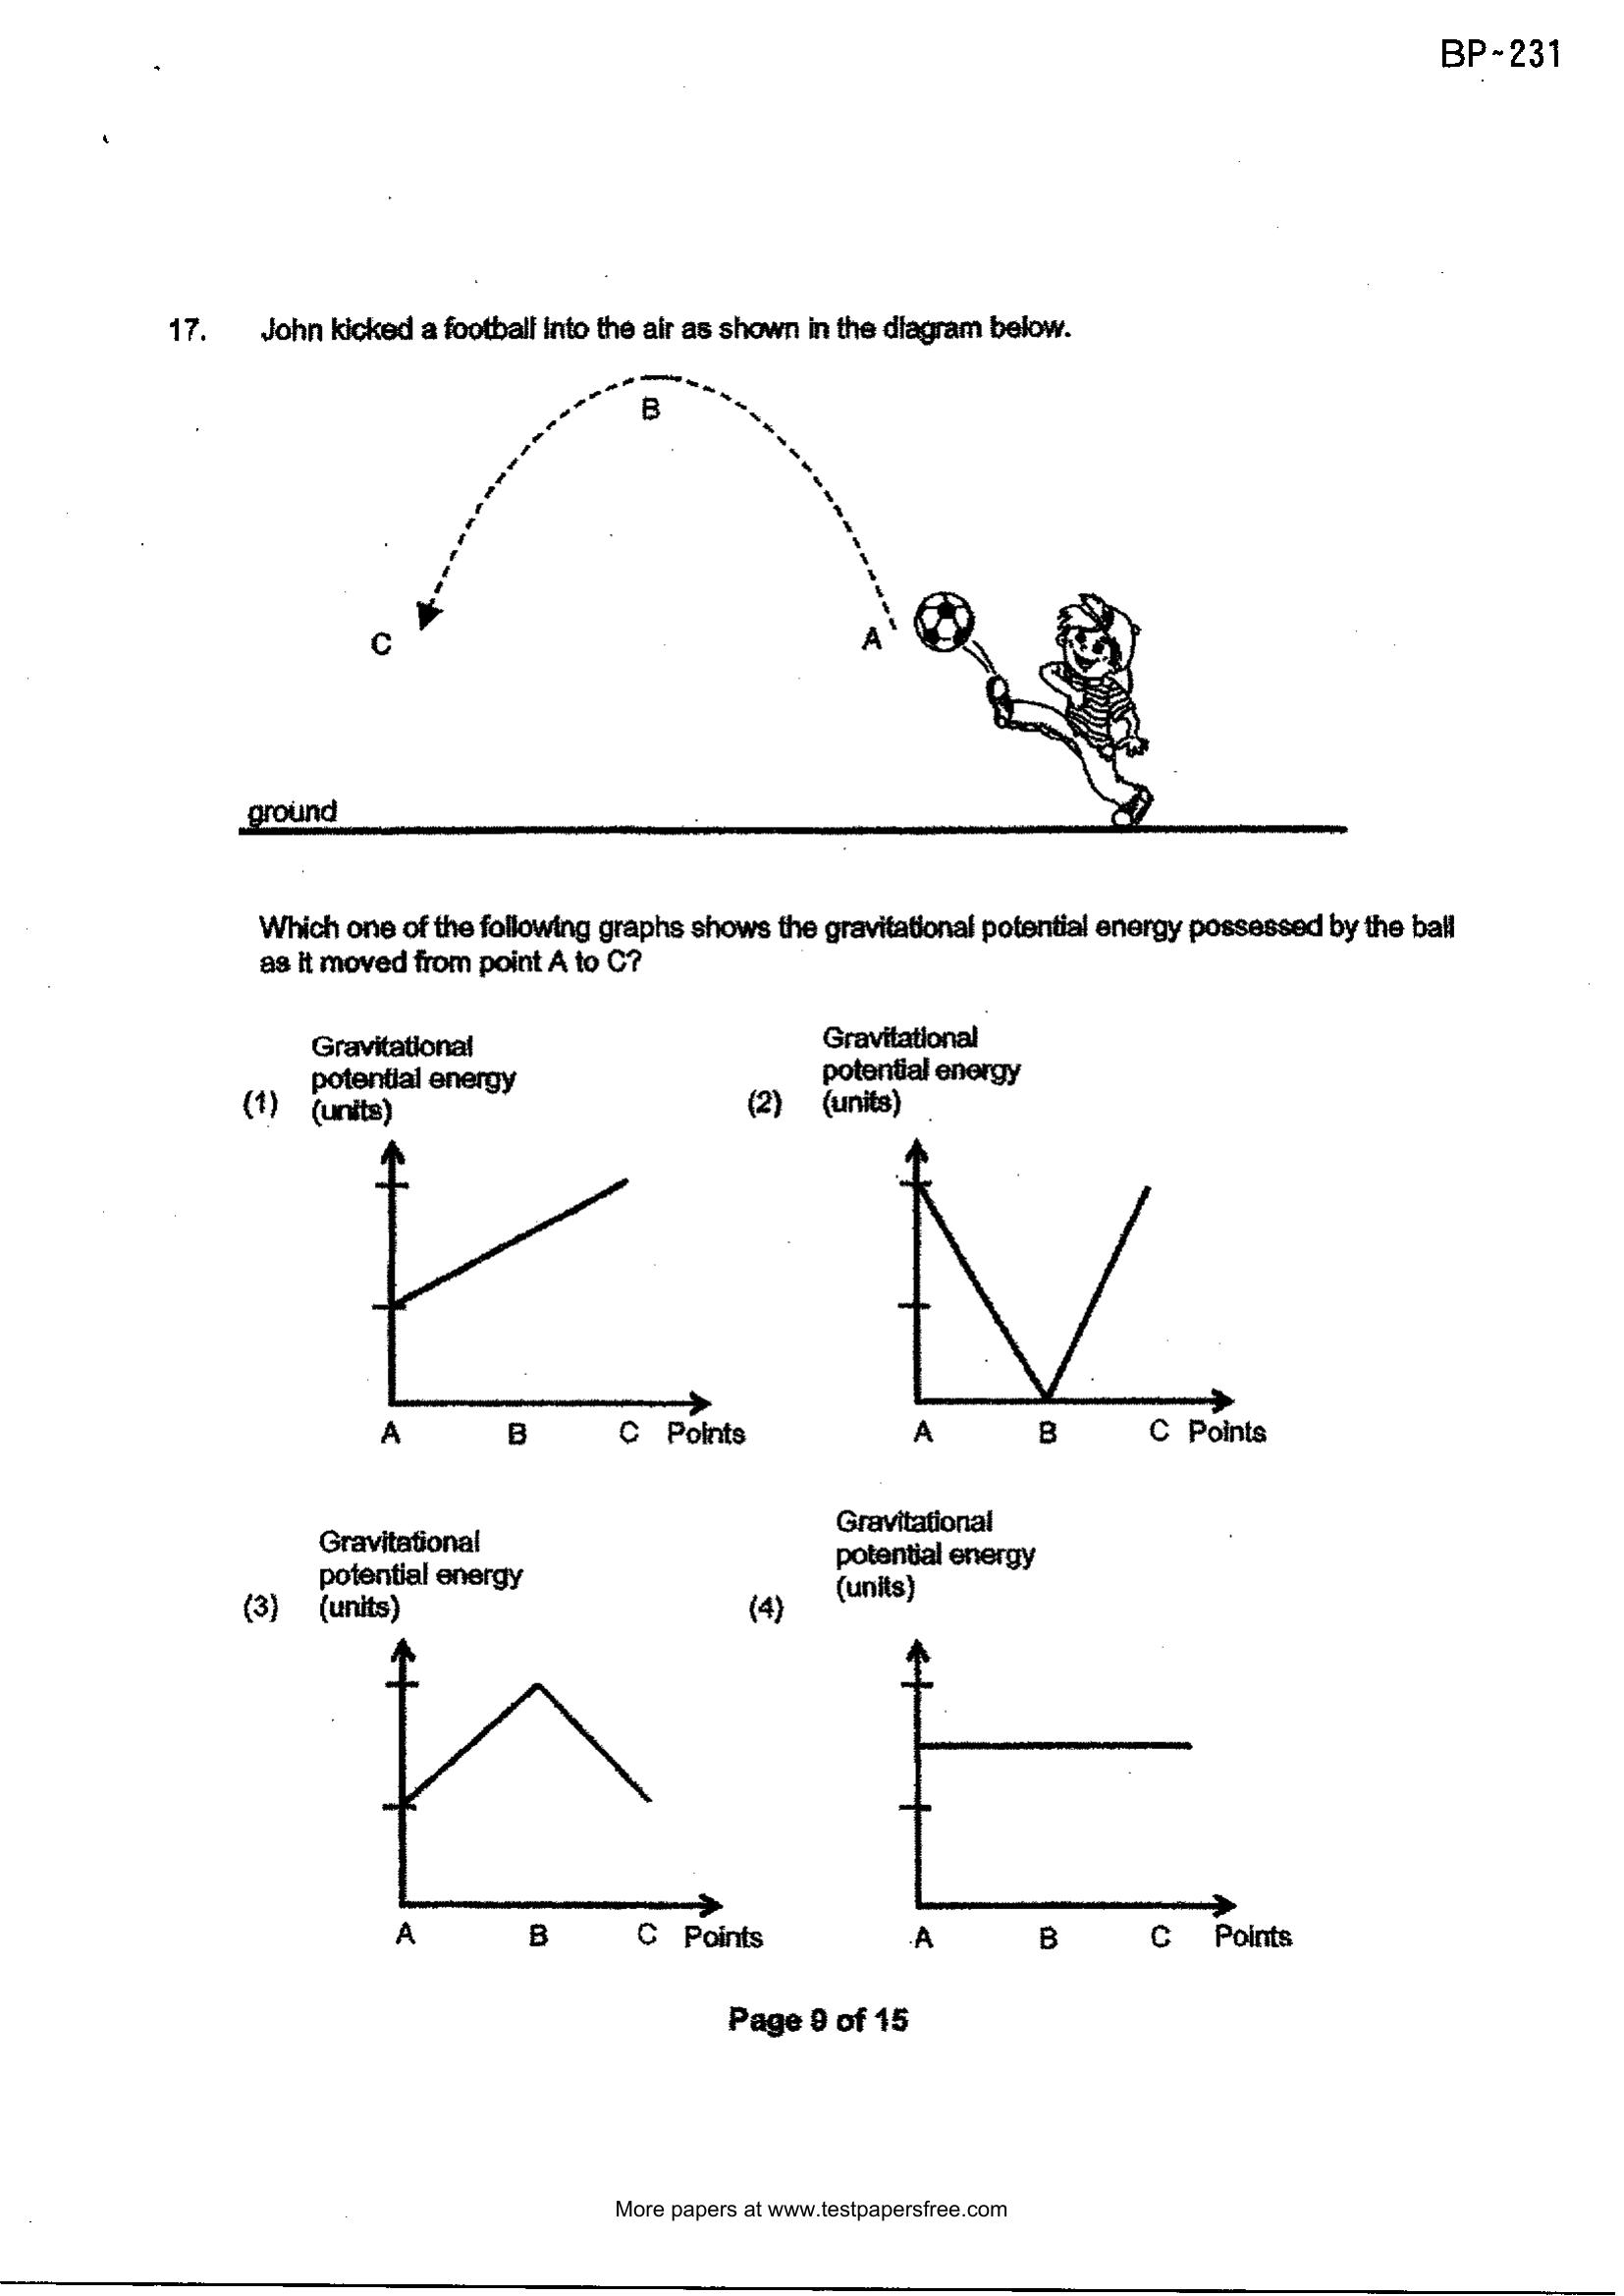 BP-231
17. John kicked a football into the air as shown in the diagram below.
B
C
A
ground
Which one of the following graphs shows the gravitational potential energy possessed by the ball
as it moved from point A to C?
(1) Gravitational
potential energy
(units)
A B C Points
(2) Gravitational
potential energy
(units)
A B C Points
(3) Gravitational
potential energy
(units)
A B C Points
(4) Gravitational
potential energy
(units)
A B C Points
Page 9 of 15
More papers at www.testpapersfree.com